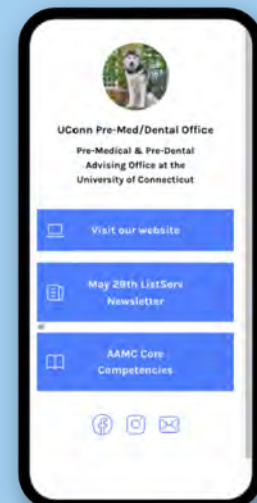 UConn Pre-Med/Dental Office
Pre-Medical & Pre-Dental
Advising Office at the
University of Connecticut
Visit our website
May 29th ListServ
Newsletter
AAMC Core
Competencies